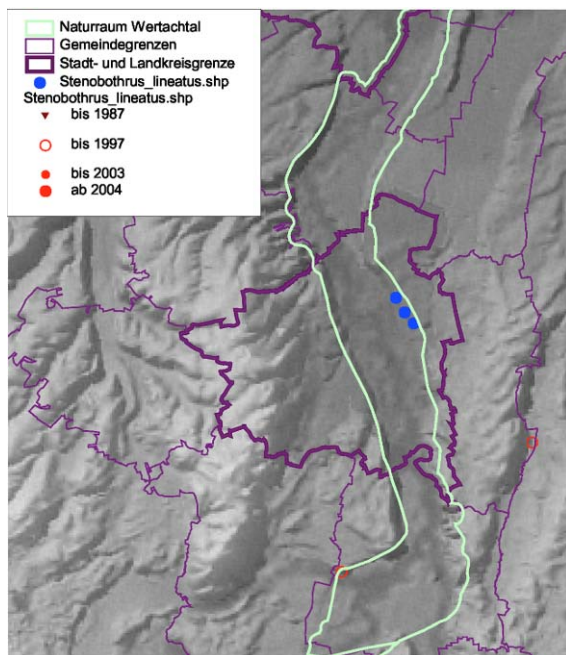 Naturraum Wertachtal
Gemeindegrenzen
Stadt- und Landkreisgrenze
Stenobothrus_lineatus.shp
Stenobothrus_lineatus.shp
bis 1987
bis 1997
bis 2003
ab 2004